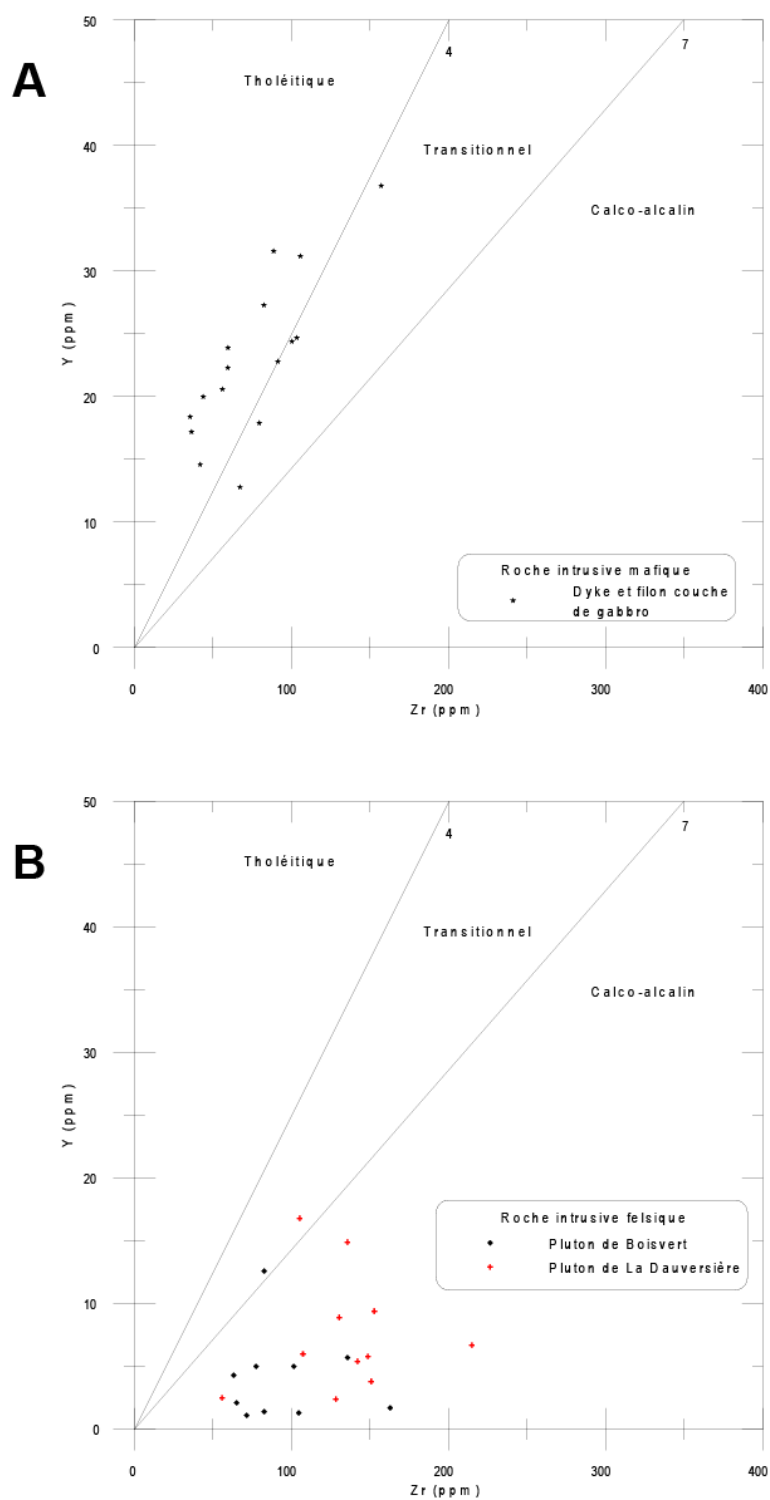 A
50
4
7
Tholéitique
40
Transitionnel
Calco-alcalin
30
Y (ppm)
20
10
Roche intrusive mafique
Dyke et filon couche
de gabbro
0
0
100
200
300
400
Zr (ppm)
50
4
7
B
Tholéitique
40
Transitionnel
Calco-alcalin
30
Y (ppm)
20
Roche intrusive felsique
Pluton de Boisvert
Pluton de La Dauversière
10
0
0
100
200
300
400
Zr (ppm)